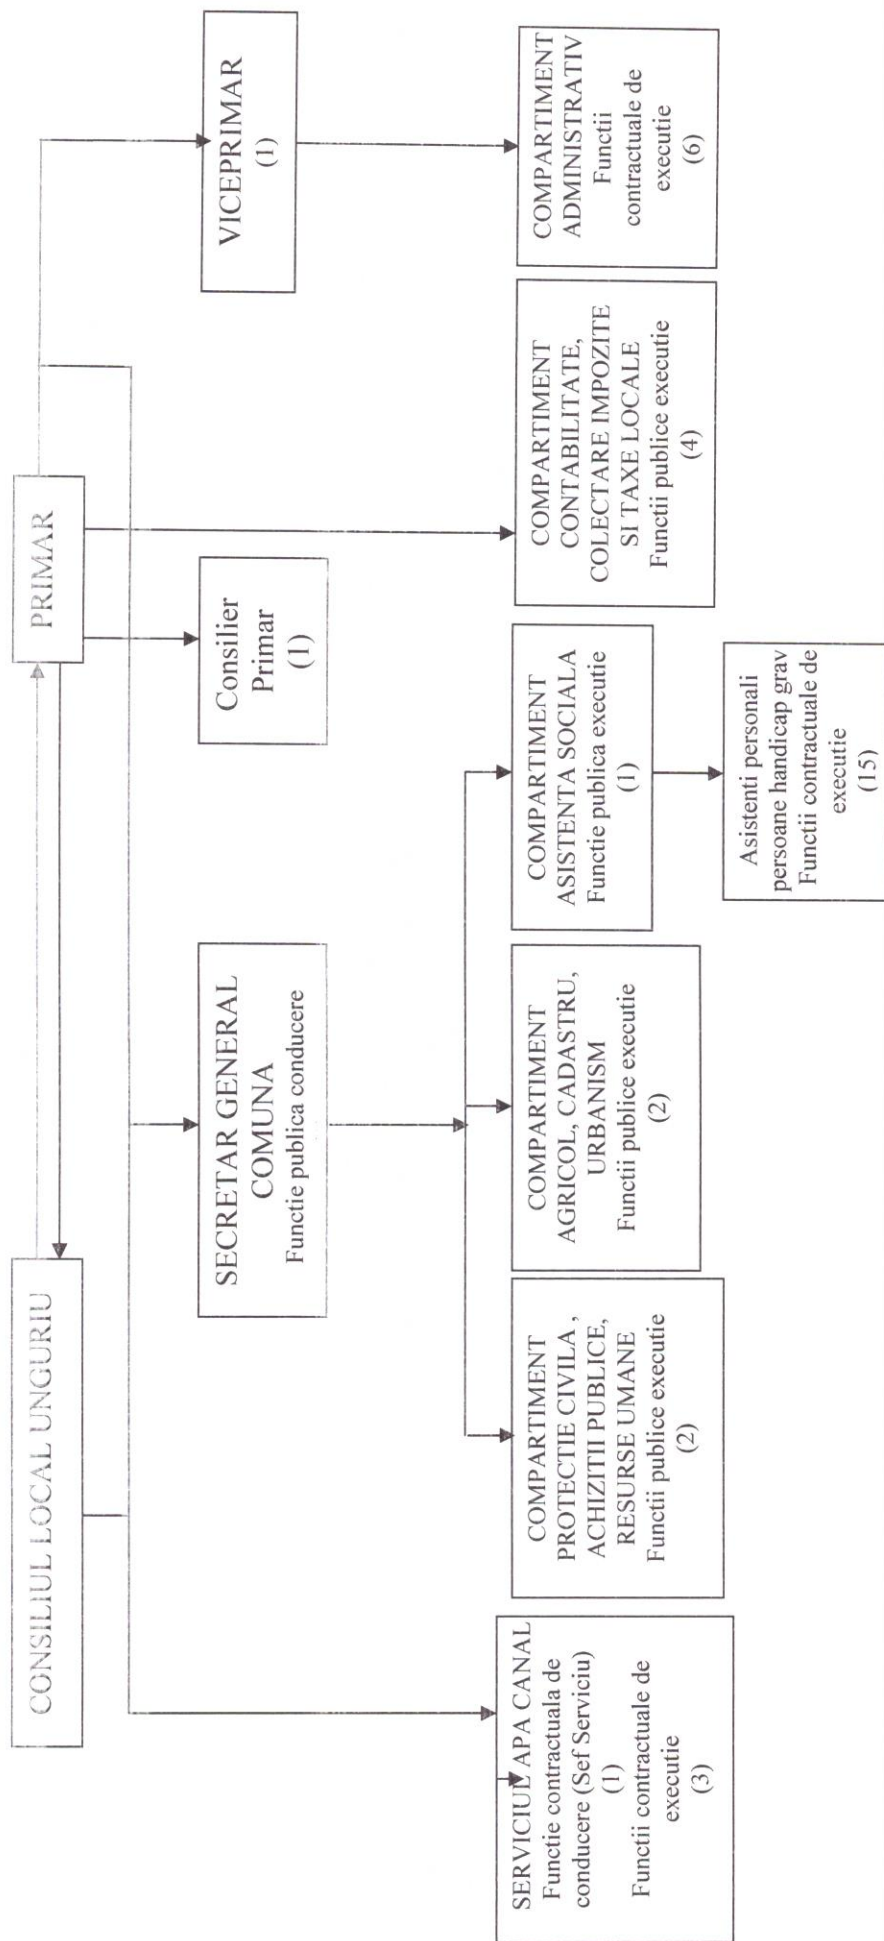 CONSILIUL LOCAL UNGURIU
PRIMAR
SECRETAR GENERAL
COMUNA
Functie publica conducere
Consilier
Primar
(1)
VICEPRIMAR
(1)
SERVICIUL APA CANAL
Functie contractuala de
conducere (Sef Serviciu)
(1)
Functii contractuale de
executie
(3)
COMPARTIMENT
PROTECTIE CIVILA ,
ACHIZITII PUBLICE,
RESURSE UMANE
Functii publice executie
(2)
COMPARTIMENT
AGRICOL, CADASTRU,
URBANISM
Functii publice executie
(2)
COMPARTIMENT
ASISTENTA SOCIALA
Functie publica executie
(1)
COMPARTIMENT
CONTABILITATE,
COLECTARE IMPOZITE
SI TAXE LOCALE
Functii publice executie
(4)
COMPARTIMENT
ADMINISTRATIV
Functii
contractuale de
executie
(6)
Asistenti personali
persoane handicap grav
Functii contractuale de
executie
(15)